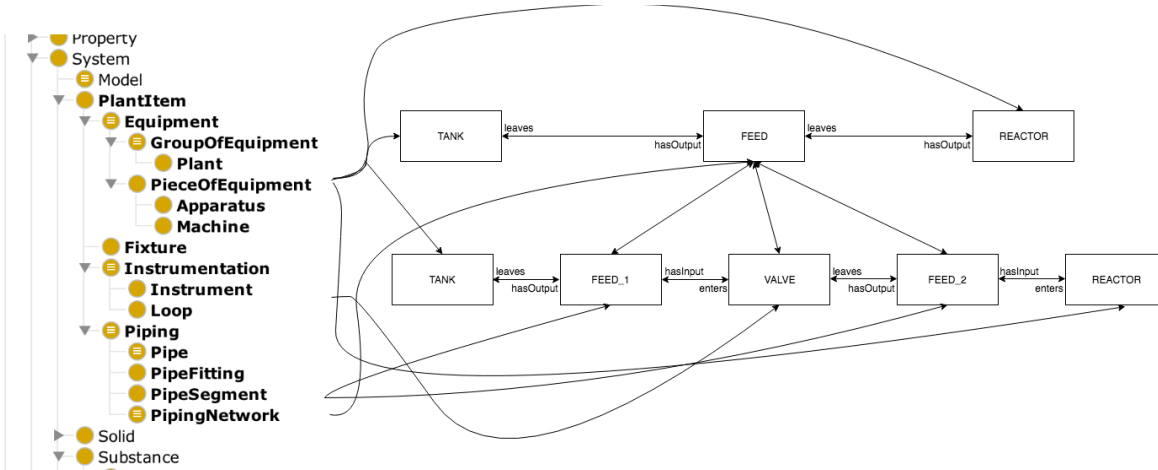 Property
System
Model
PlantItem
Equipment
GroupOfEquipment
Plant
PieceOfEquipment
Apparatus
Machine
Fixture
Instrumentation
Instrument
Loop
Piping
Pipe
PipeFitting
PipeSegment
PipingNetwork
Solid
Substance
TANK
leaves
hasOutput
FEED
leaves
hasOutput
REACTOR
TANK
leaves
hasOutput
FEED_1
hasInput
enters
VALVE
leaves
hasOutput
FEED_2
hasInput
enters
REACTOR